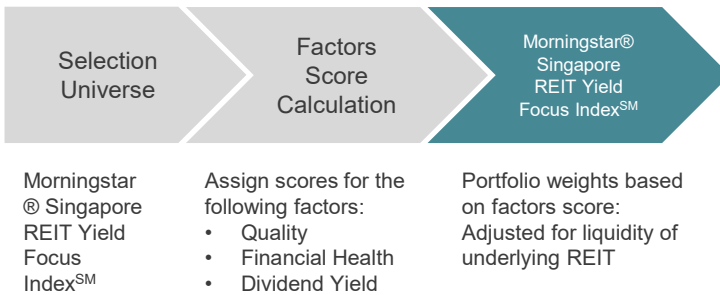 Selection
Universe
Factors
Score
Calculation
Morningstar®
Singapore
REIT Yield
Focus Index℠
Morningstar
® Singapore
REIT Yield
Focus
Index℠
Assign scores for the
following factors:
• Quality
• Financial Health
• Dividend Yield
Portfolio weights based
on factors score:
Adjusted for liquidity of
underlying REIT